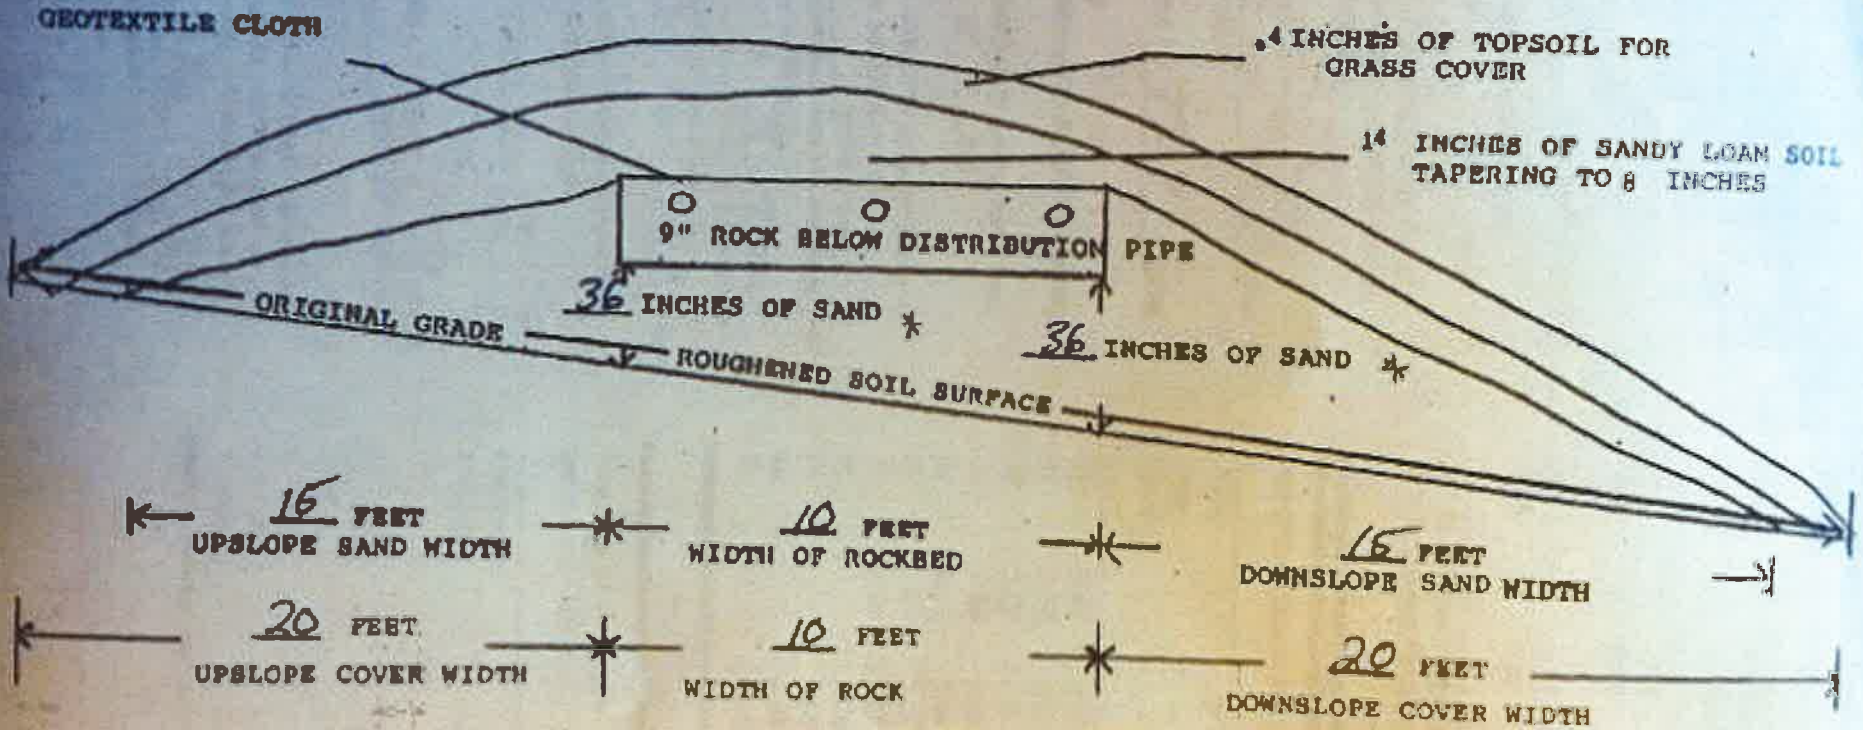 GEOTEXTILE CLOTH
.4 INCHES OF TOPSOIL FOR
GRASS COVER
14 INCHES OF SANDY LOAM SOIL
TAPERING TO 8 INCHES
9" ROCK BELOW DISTRIBUTION PIPE
36 INCHES OF SAND *
ORIGINAL GRADE
36 INCHES OF SAND *
ROUGHENED SOIL SURFACE
15 FEET
UPSLOPE SAND WIDTH
10 FEET
WIDTH OF ROCKBED
15 FEET
DOWNSLOPE SAND WIDTH
20 FEET
UPSLOPE COVER WIDTH
10 FEET
WIDTH OF ROCK
20 FEET
DOWNSLOPE COVER WIDTH